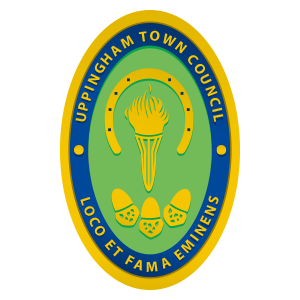 UPPINGHAM TOWN COUNCIL
LOCO ET FAMA EMINENS